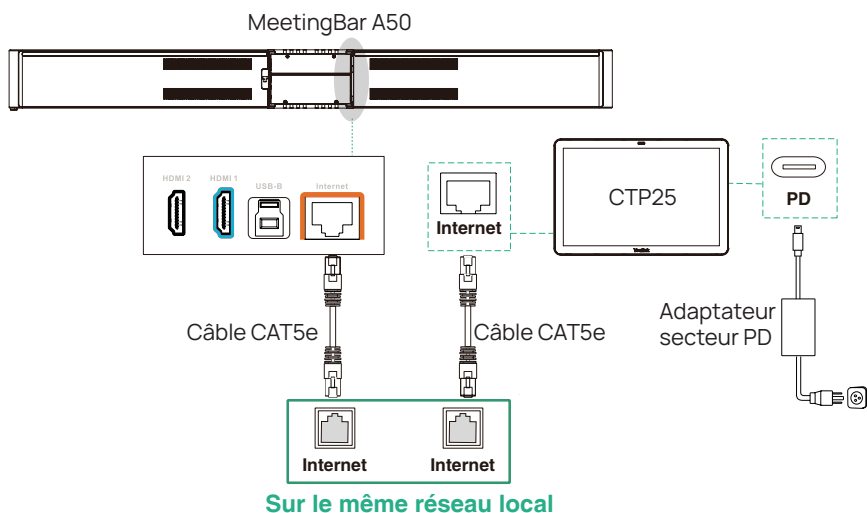 MeetingBar A50
HDMI 2
HDMI 1
USB-B
Internet
Internet
CTP25
Yealink
PD
Câble CAT5e
Câble CAT5e
Adaptateur
secteur PD
Internet
Internet
Sur le même réseau local